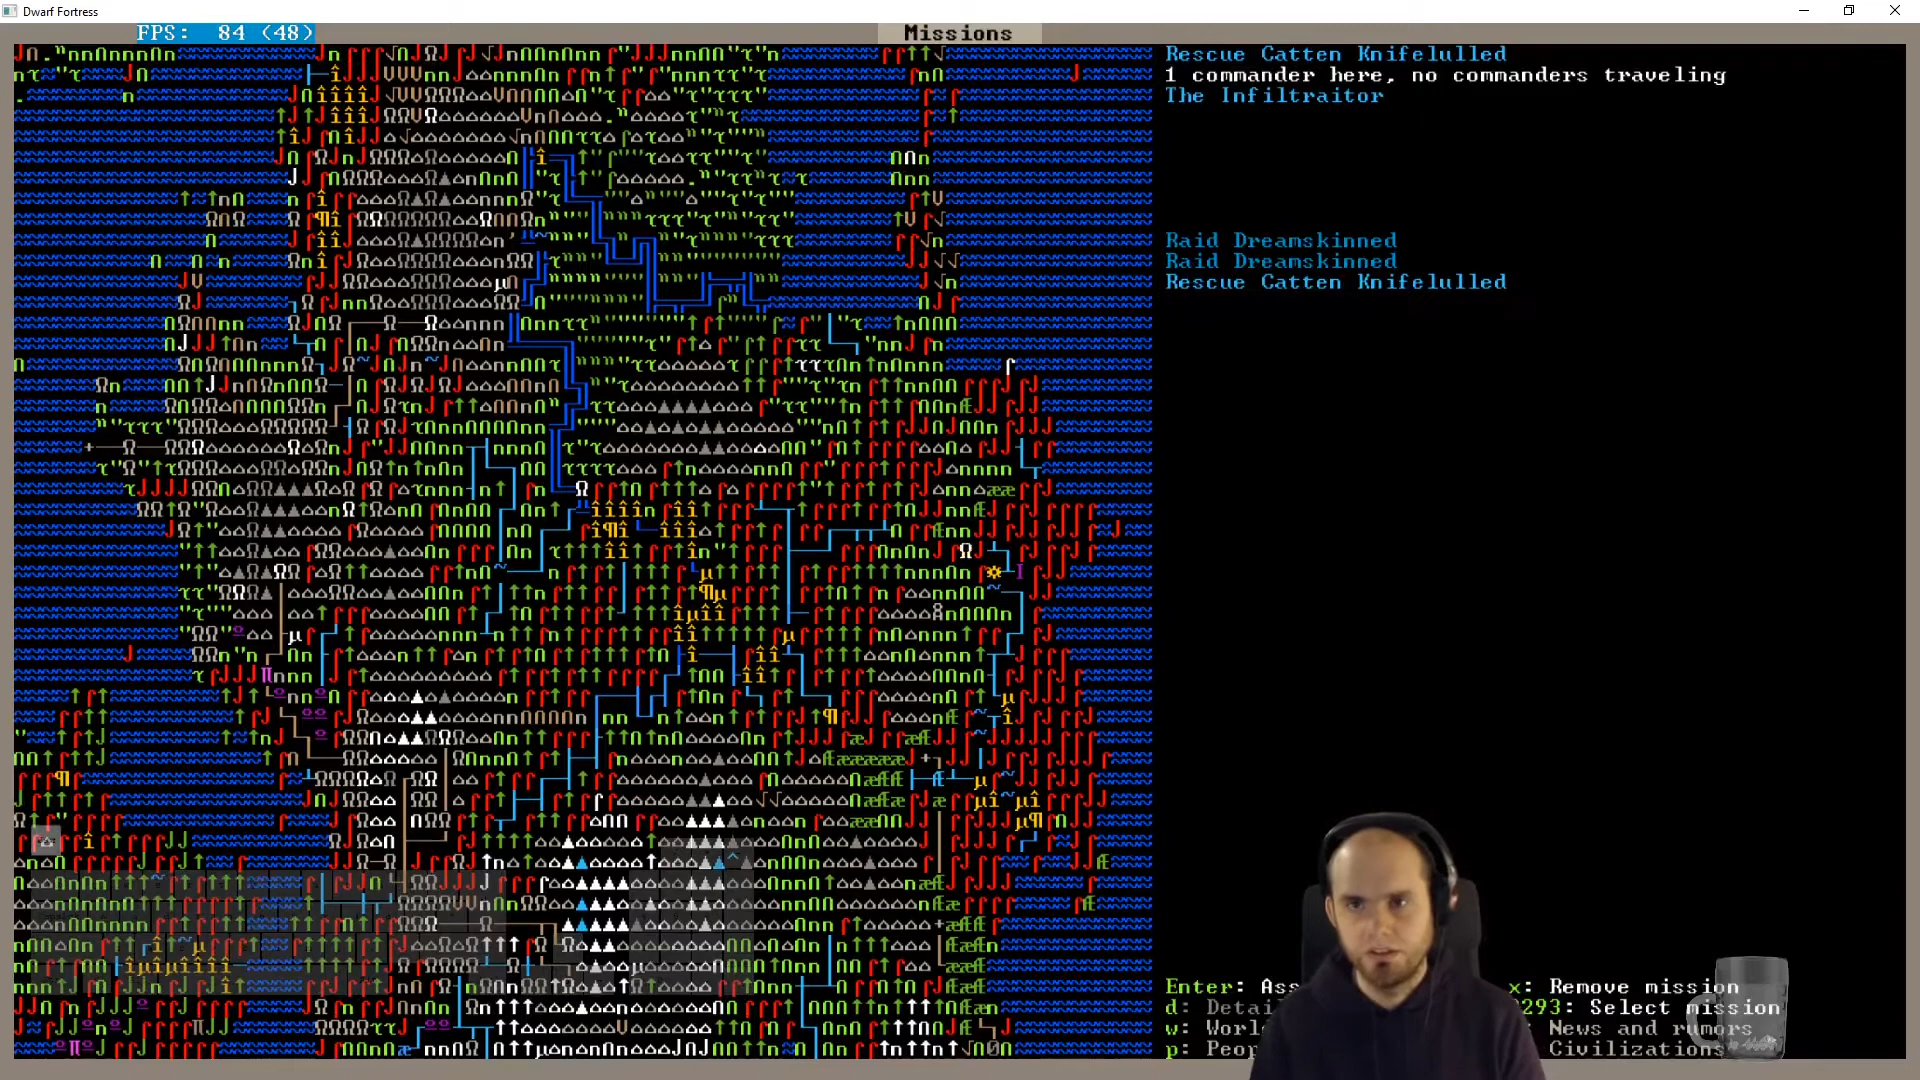 Dwarf Fortress
FPS: 84 (48)
Missions
Rescue Catten Knifelulled
1 commander here, no commanders traveling
The Infiltraitor
Raid Dreamskinned
Raid Dreamskinned
Rescue Catten Knifelulled
Enter: Ass x: Remove mission
d: Detai 8293: Select mission
w: Worl : News and rumors
p: Peop Civilizations